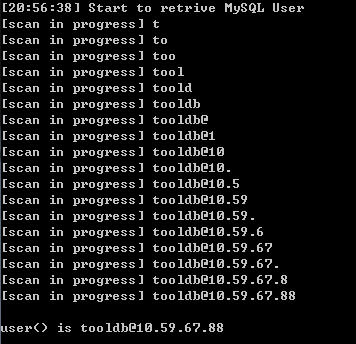 [20:56:38] Start to retrive MySQL User
[scan in progress] t
[scan in progress] to
[scan in progress] too
[scan in progress] tool
[scan in progress] toold
[scan in progress] tooldb
[scan in progress] tooldb@
[scan in progress] tooldb@1
[scan in progress] tooldb@10
[scan in progress] tooldb@10.
[scan in progress] tooldb@10.5
[scan in progress] tooldb@10.59
[scan in progress] tooldb@10.59.
[scan in progress] tooldb@10.59.6
[scan in progress] tooldb@10.59.67
[scan in progress] tooldb@10.59.67.
[scan in progress] tooldb@10.59.67.8
[scan in progress] tooldb@10.59.67.88
user() is tooldb@10.59.67.88